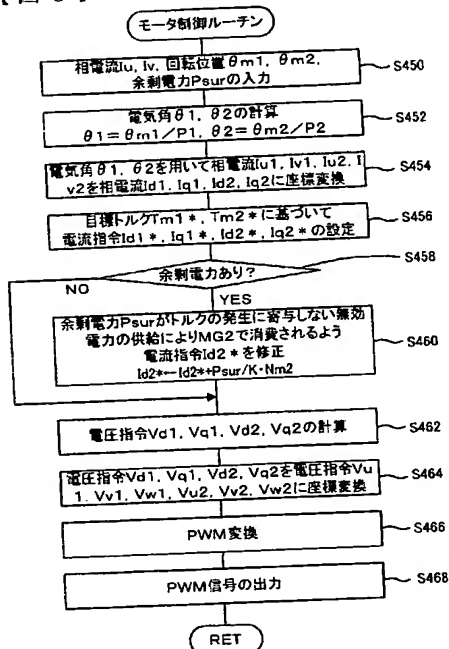 モータ制御ルーチン
相電流Iu, Iv, 回転位置θm1, θm2,
余剰電力Psurの入力
S450
電気角θ1, θ2の計算
θ1=θm1/P1, θ2=θm2/P2
S452
電気角θ1, θ2を用いて相電流Iu1, Iv1, Iu2, I
v2を相電流Id1, Iq1, Id2, Iq2に座標変換
S454
目標トルクTm1*, Tm2*に基づいて
電流指令Id1*, Iq1*, Id2*, Iq2*の設定
S456
余剰電力あり?
S458
NO
YES
余剰電力Psurがトルクの発生に寄与しない無効
電力の供給によりMG2で消費されるよう
電流指令Id2*を修正
Id2*←Id2*+Psur/K・Nm2
S460
電圧指令Vd1, Vq1, Vd2, Vq2の計算
S462
電圧指令Vd1, Vq1, Vd2, Vq2を電圧指令Vu
1, Vv1, Vw1, Vu2, Vv2, Vw2に座標変換
S464
PWM変換
S466
PWM信号の出力
S468
RET